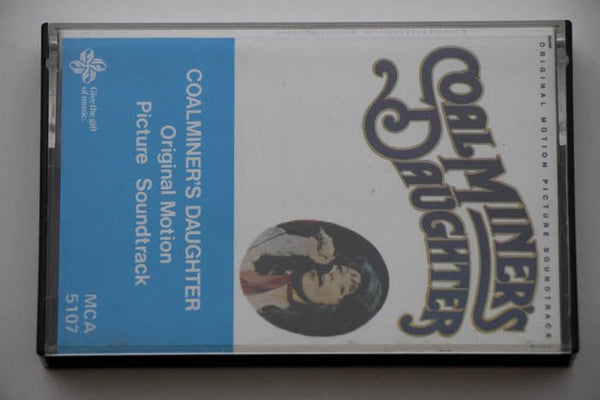 ORIGINAL MOTION PICTURE SOUNDTRACK
COAL MINER'S
DAUGHTER
COALMINER'S DAUGHTER
Original Motion
Picture Soundtrack
MCA
5107
Give the gift
of music.